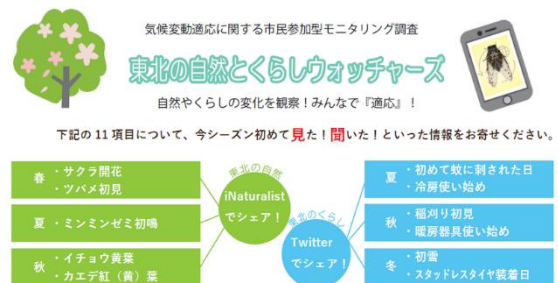 気候変動適応に関する市民参加型モニタリング調査
東北の自然とくらしウォッチャーズ
自然やくらしの変化を観察！みんなで『適応』！
下記の 11 項目について、今シーズン初めて見た！聞いた！といった情報をお寄せください。
春
・サクラ開花
・ツバメ初見
夏
・ミンミンゼミ初鳴
秋
・イチョウ黄葉
・カエデ紅（黄）葉
東北の自然
iNaturalist
でシェア！
東北のくらし
Twitter
でシェア！
夏
・初めて蚊に刺された日
・冷房使い始め
秋
・稲刈り初見
・暖房器具使い始め
冬
・初雪
・スタッドレスタイヤ装着日